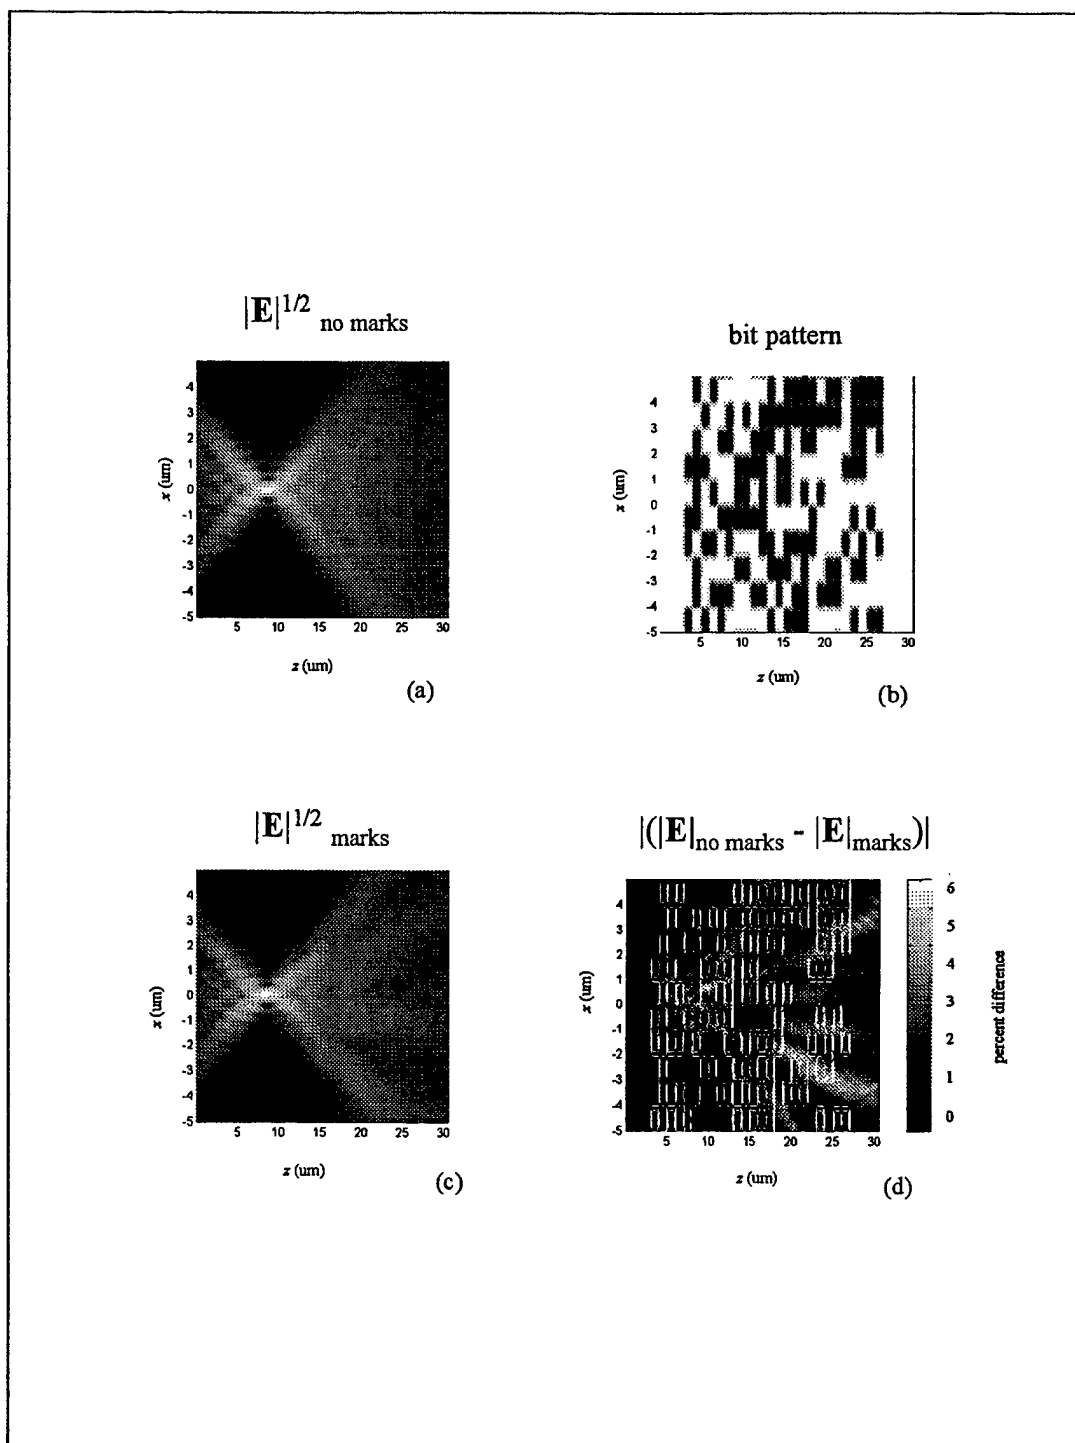 |E|1/2 no marks
4
3
2
1
0
-1
-2
-3
-4
-5
x (um)
5 10 15 20 25 30
z (um)
(a)
bit pattern
4
3
2
1
0
-1
-2
-3
-4
-5
x (um)
5 10 15 20 25 30
z (um)
(b)
|E|1/2 marks
4
3
2
1
0
-1
-2
-3
-4
-5
x (um)
5 10 15 20 25 30
z (um)
(c)
|(|E|no marks - |E|marks)|
4
3
2
1
0
-1
-2
-3
-4
-5
x (um)
5 10 15 20 25 30
z (um)
6
5
4
3
2
1
0
percent difference
(d)